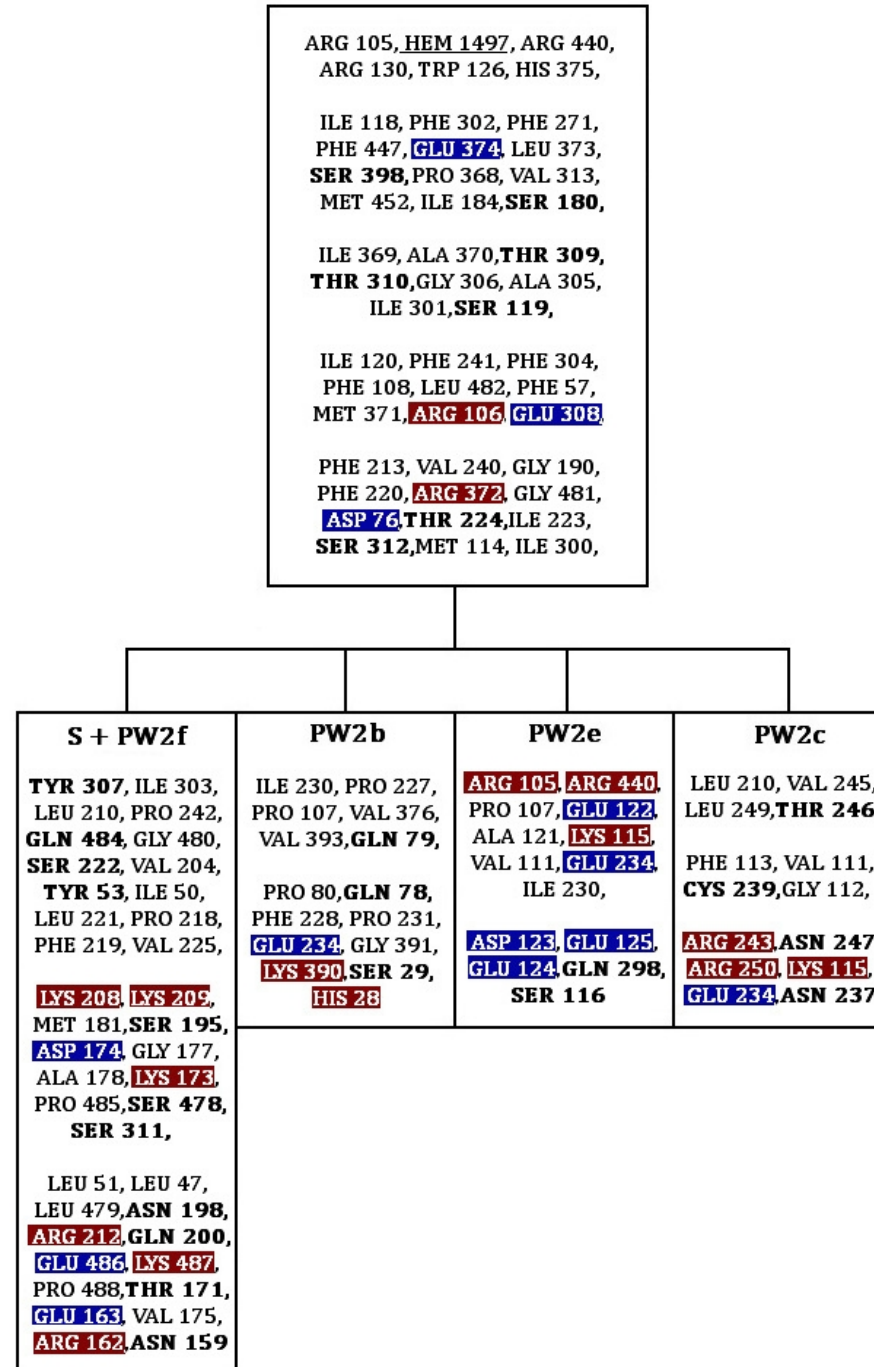 ARG 105, HEM 1497, ARG 440,
ARG 130, TRP 126, HIS 375,
ILE 118, PHE 302, PHE 271,
PHE 447, GLU 374, LEU 373,
SER 398, PRO 368, VAL 313,
MET 452, ILE 184, SER 180,
ILE 369, ALA 370, THR 309,
THR 310, GLY 306, ALA 305,
ILE 301, SER 119,
ILE 120, PHE 241, PHE 304,
PHE 108, LEU 482, PHE 57,
MET 371, ARG 106, GLU 308,
PHE 213, VAL 240, GLY 190,
PHE 220, ARG 372, GLY 481,
ASP 76, THR 224, ILE 223,
SER 312, MET 114, ILE 300,
S + PW2f
TYR 307, ILE 303,
LEU 210, PRO 242,
GLN 484, GLY 480,
SER 222, VAL 204,
TYR 53, ILE 50,
LEU 221, PRO 218,
PHE 219, VAL 225,
LYS 208, LYS 209,
MET 181, SER 195,
ASP 174, GLY 177,
ALA 178, LYS 173,
PRO 485, SER 478,
SER 311,
LEU 51, LEU 47,
LEU 479, ASN 198,
ARG 212, GLN 200,
GLU 486, LYS 487,
PRO 488, THR 171,
GLU 163, VAL 175,
ARG 162, ASN 159
PW2b
ILE 230, PRO 227,
PRO 107, VAL 376,
VAL 393, GLN 79,
PRO 80, GLN 78,
PHE 228, PRO 231,
GLU 234, GLY 391,
LYS 390, SER 29,
HIS 28
PW2e
ARG 105, ARG 440,
PRO 107, GLU 122,
ALA 121, LYS 115,
VAL 111, GLU 234,
ILE 230,
ASP 123, GLU 125,
GLU 124, GLN 298,
SER 116
PW2c
LEU 210, VAL 245,
LEU 249, THR 246
PHE 113, VAL 111,
CYS 239, GLY 112,
ARG 243, ASN 247
ARG 250, LYS 115,
GLU 234, ASN 237